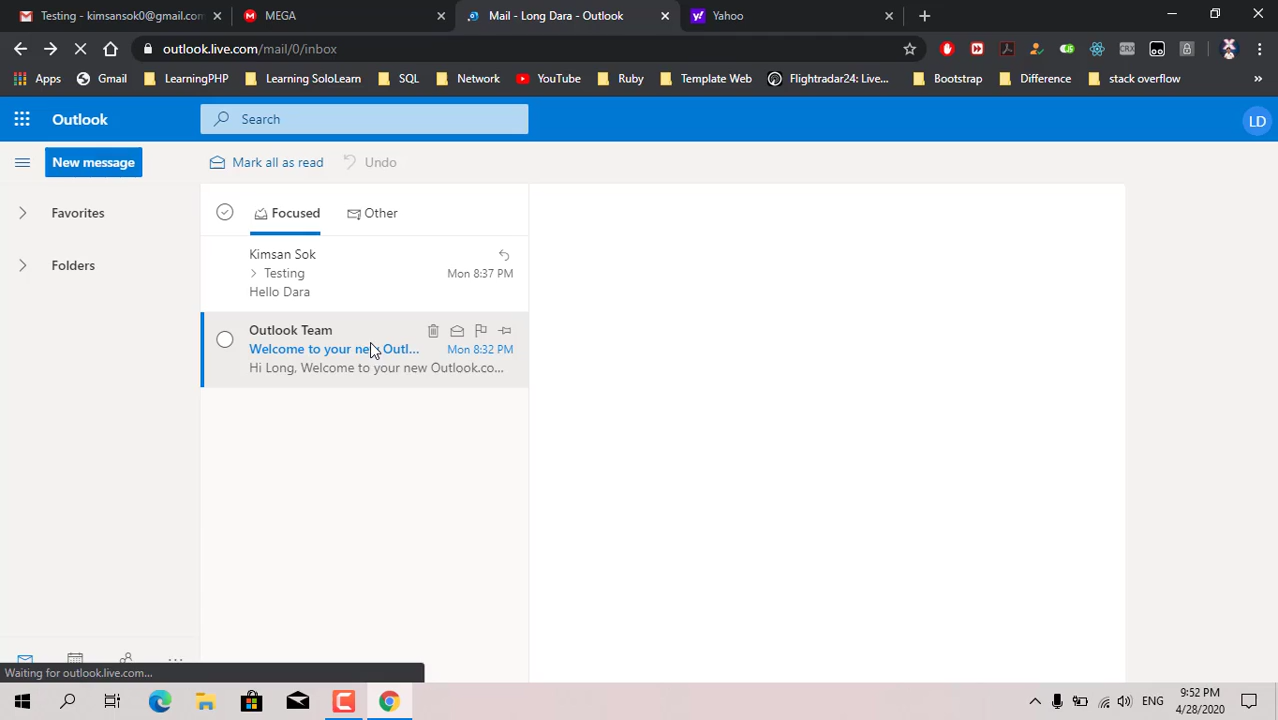 Testing - kimsansok0@gmail.com
MEGA
Mail - Long Dara - Outlook
Yahoo
outlook.live.com/mail/0/inbox
Apps
Gmail
LearningPHP
Learning SoloLearn
SQL
Network
YouTube
Ruby
Template Web
Flightradar24: Live...
Bootstrap
Difference
stack overflow
»
Outlook
Search
LD
New message
Mark all as read
Undo
Favorites
Folders
Focused
Other
Kimsan Sok
Testing
Mon 8:37 PM
Hello Dara
Outlook Team
Welcome to your new Outl...
Mon 8:32 PM
Hi Long, Welcome to your new Outlook.co...
Waiting for outlook.live.com...
ENG
9:52 PM
4/28/2020